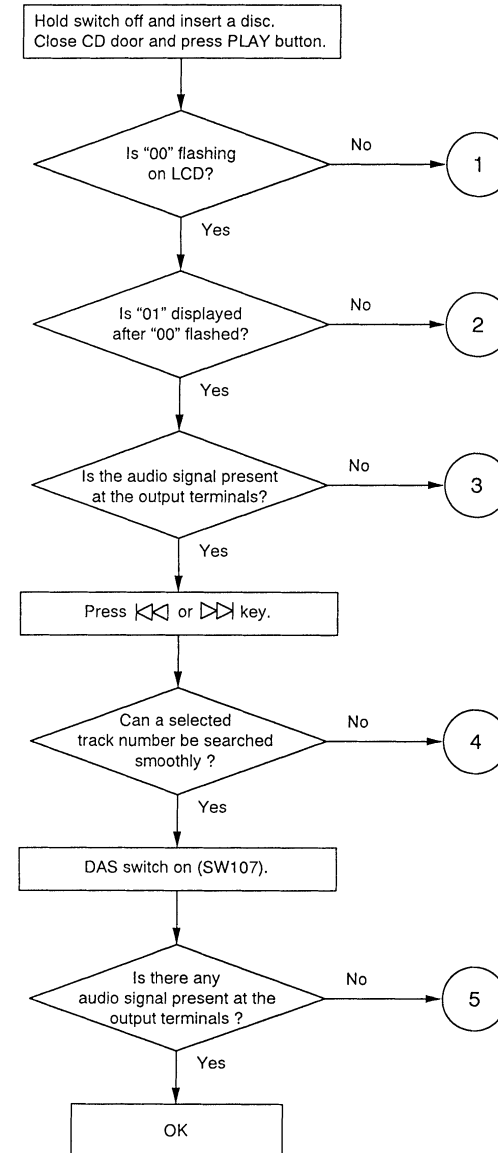 Hold switch off and insert a disc.
Close CD door and press PLAY button.
Is “00” flashing
on LCD?
No
1
Yes
Is “01” displayed
after “00” flashed?
No
2
Yes
Is the audio signal present
at the output terminals?
No
3
Yes
Press or key.
Can a selected
track number be searched
smoothly ?
No
4
Yes
DAS switch on (SW107).
Is there any
audio signal present at the
output terminals ?
No
5
Yes
OK